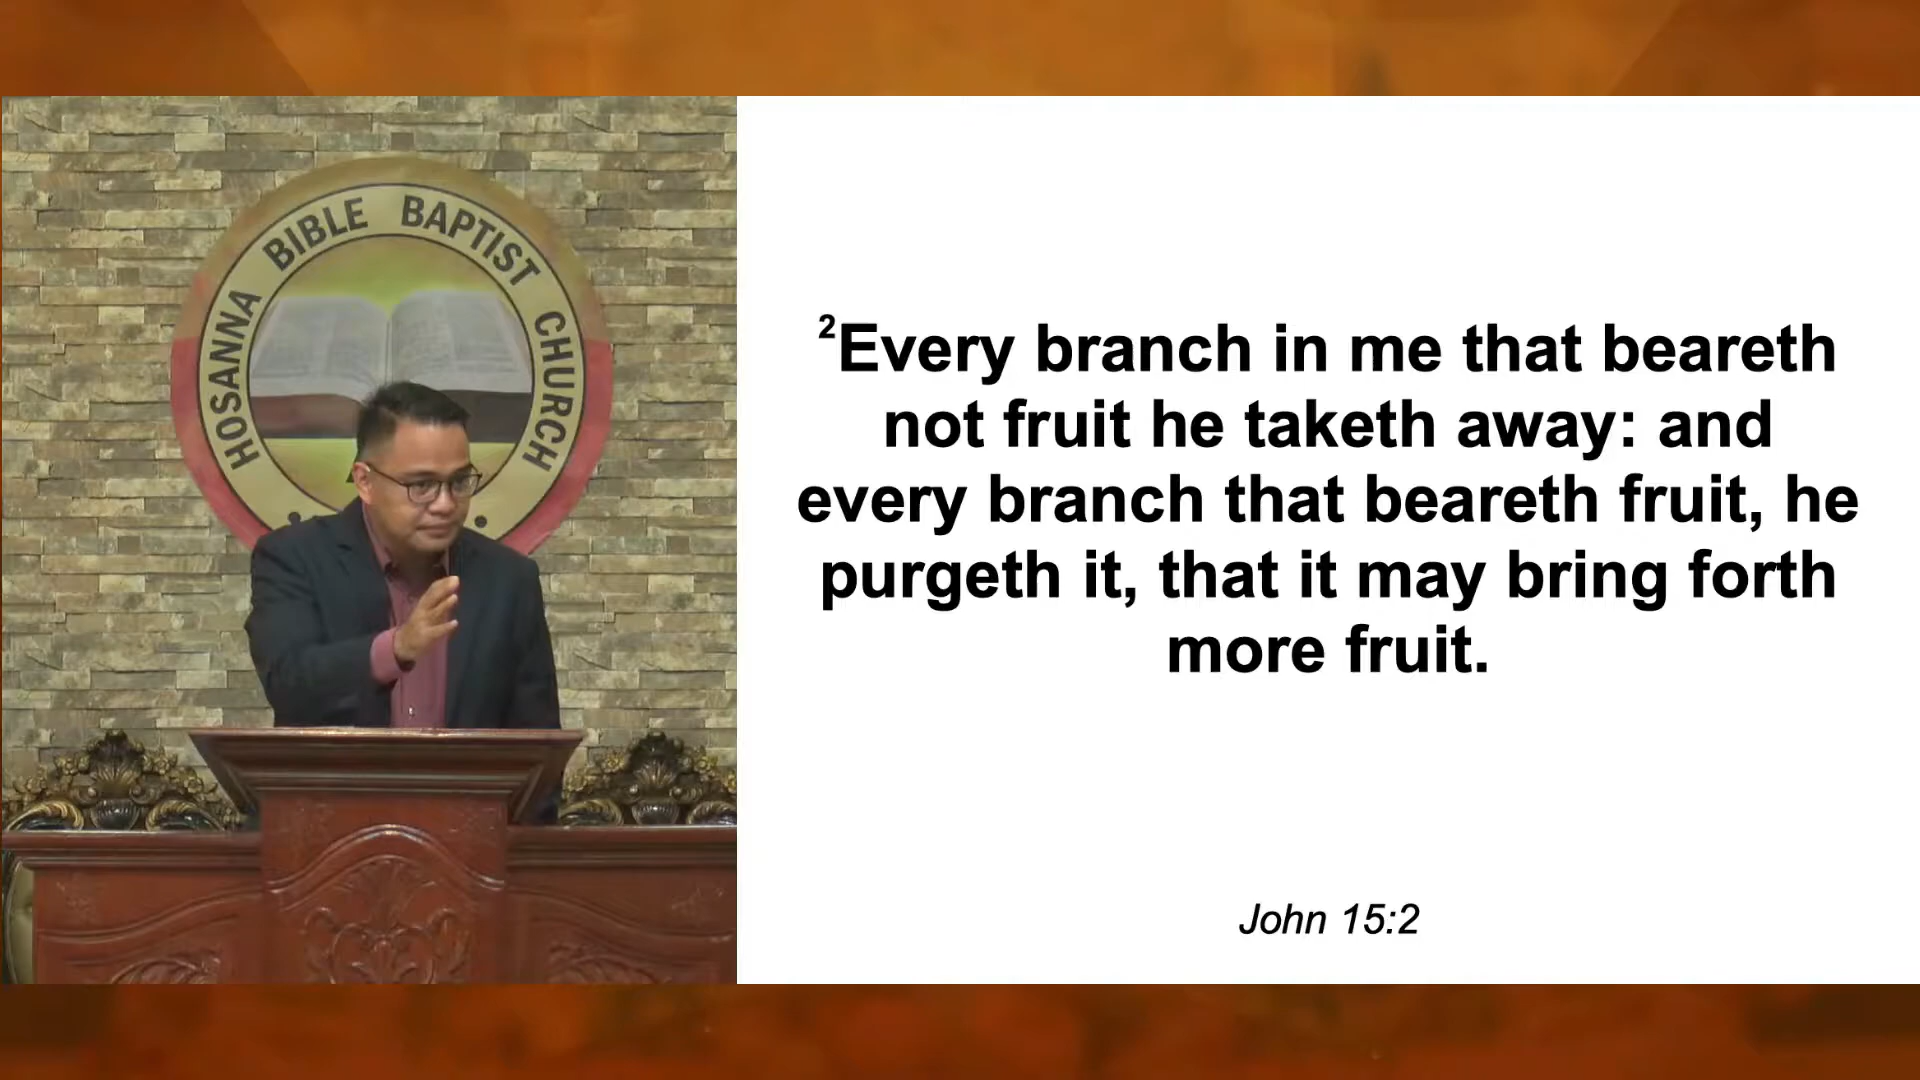 HOSANNA BIBLE BAPTIST CHURCH
²Every branch in me that beareth
not fruit he taketh away: and
every branch that beareth fruit, he
purgeth it, that it may bring forth
more fruit.
John 15:2